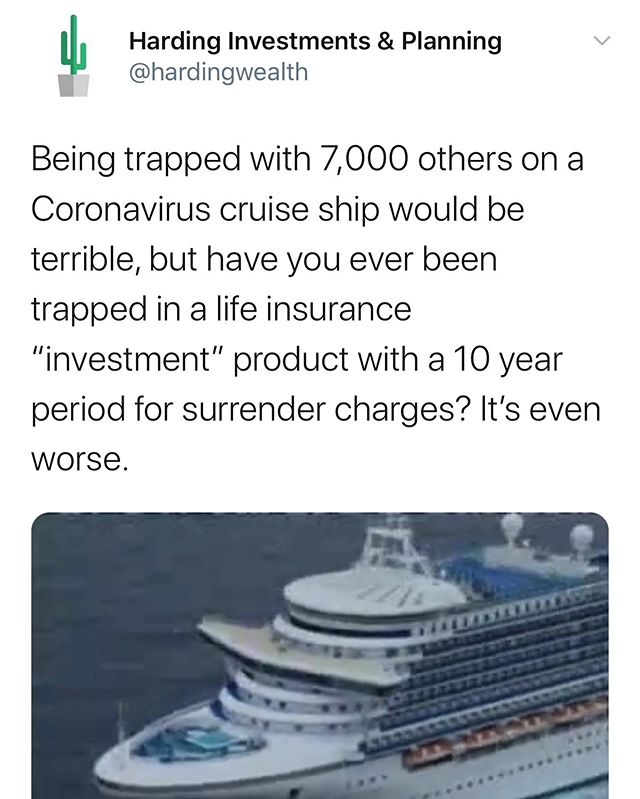 Harding Investments & Planning
@hardingwealth
Being trapped with 7,000 others on a
Coronavirus cruise ship would be
terrible, but have you ever been
trapped in a life insurance
“investment” product with a 10 year
period for surrender charges? It’s even
worse.